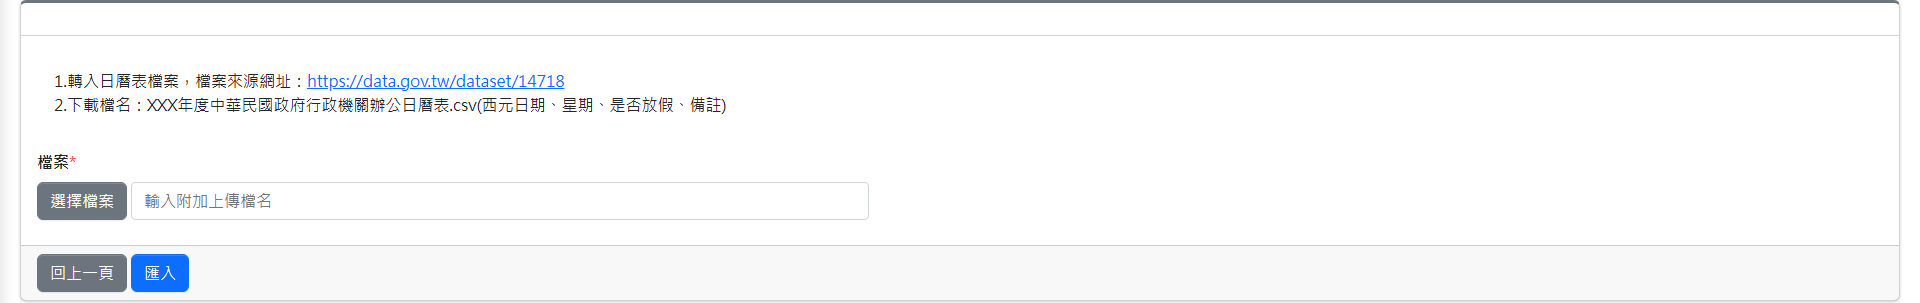 1.轉入日曆表檔案，檔案來源網址：https://data.gov.tw/dataset/14718
2.下載檔名：XXX年度中華民國政府行政機關辦公日曆表.csv(西元日期、星期、是否放假、備註)
檔案*
選擇檔案 輸入附加上傳檔名
回上一頁 匯入